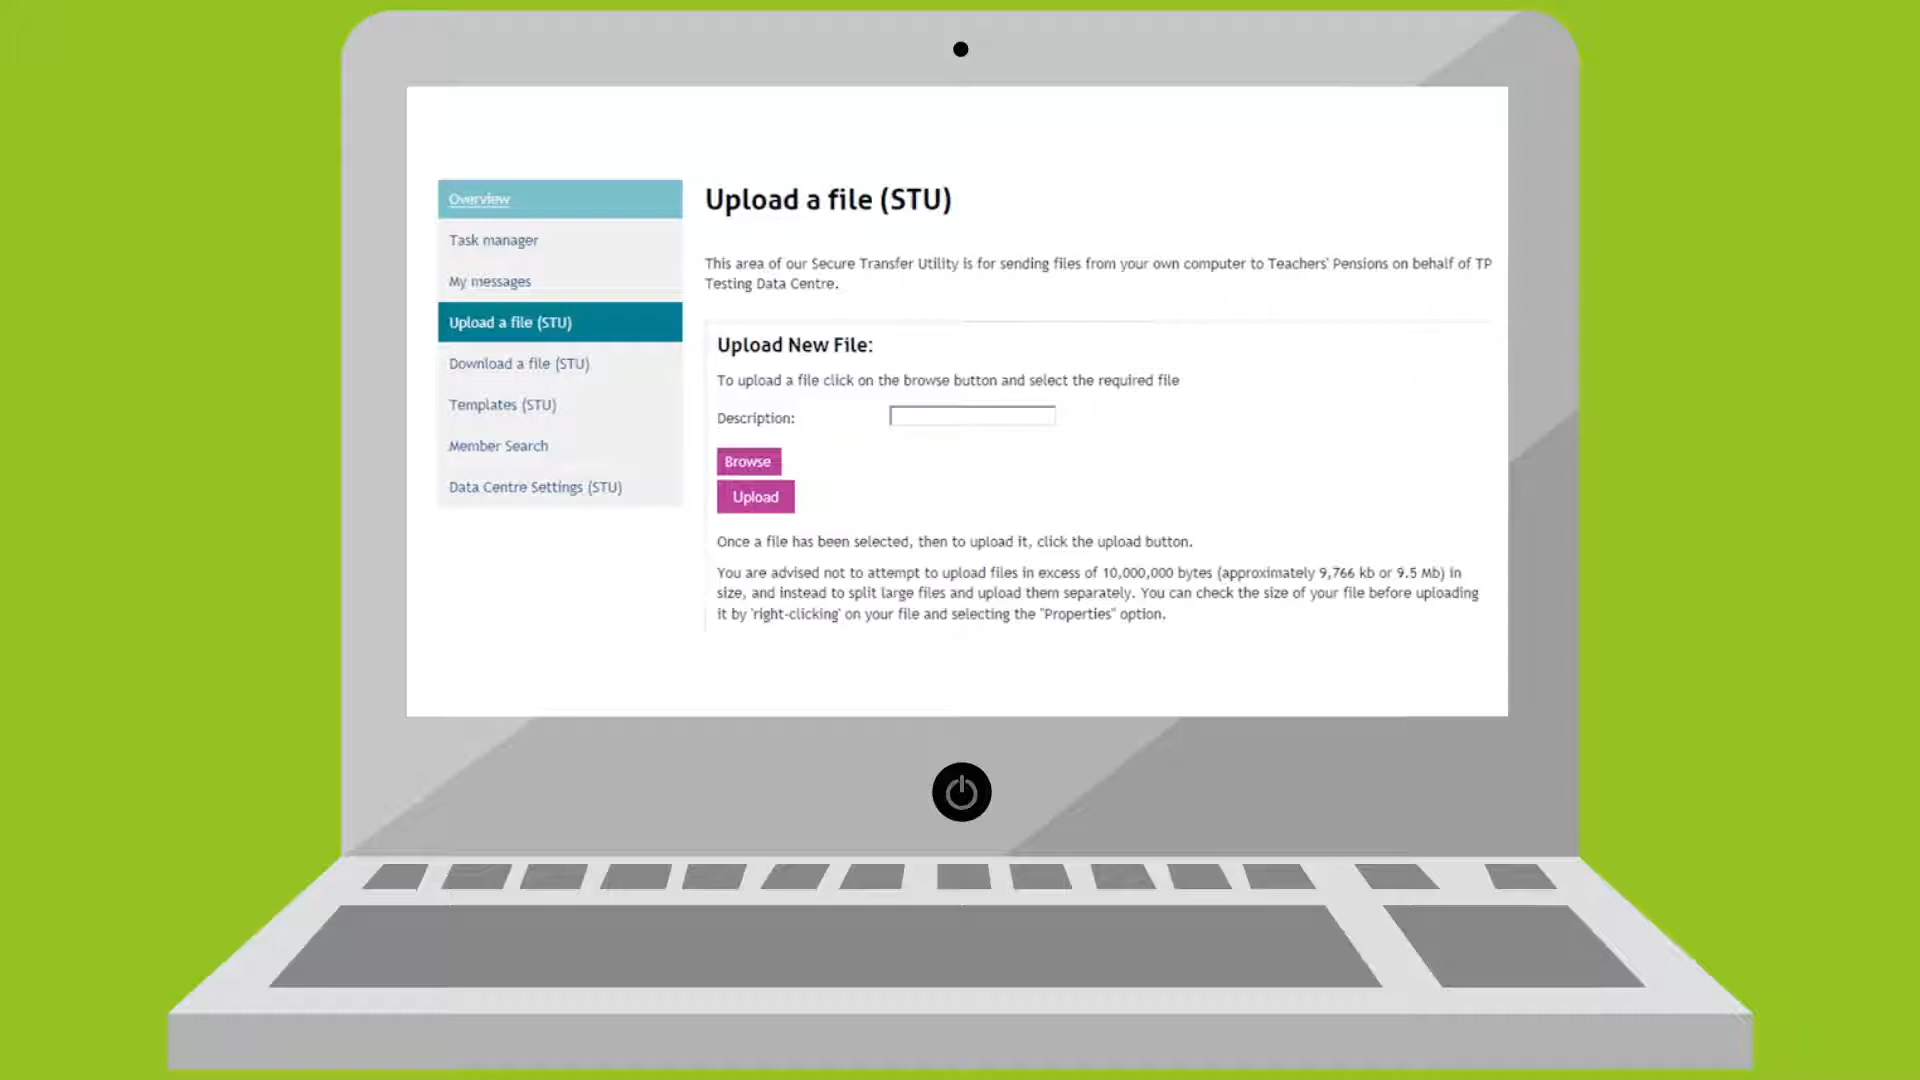 Overview
Task manager
My messages
Upload a file (STU)
Download a file (STU)
Templates (STU)
Member Search
Data Centre Settings (STU)
Upload a file (STU)
This area of our Secure Transfer Utility is for sending files from your own computer to Teachers' Pensions on behalf of TP
Testing Data Centre.
Upload New File:
To upload a file click on the browse button and select the required file
Description:
Browse
Upload
Once a file has been selected, then to upload it, click the upload button.
You are advised not to attempt to upload files in excess of 10,000,000 bytes (approximately 9,766 kb or 9.5 Mb) in
size, and instead to split large files and upload them separately. You can check the size of your file before uploading
it by 'right-clicking' on your file and selecting the "Properties" option.